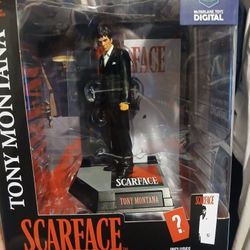 McFARLANE TOYS
DIGITAL
TONY MONTANA
SCARFACE
SCARFACE
TONY MONTANA
?
SCARFACE
INCLUDES